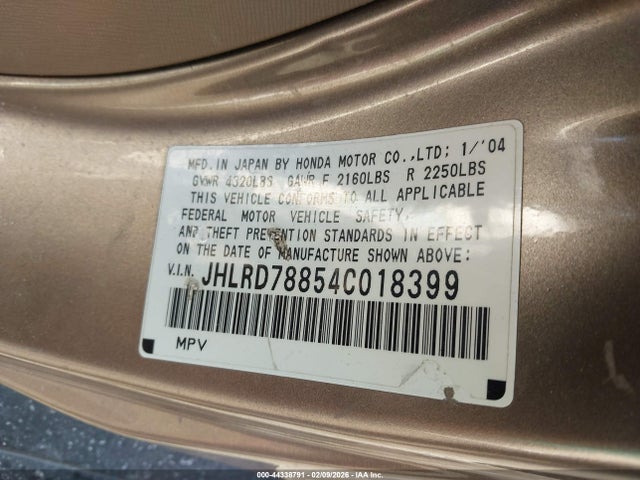 MFD.IN JAPAN BY HONDA MOTOR CO.,LTD; 1/'04
GVWR 4320LBS GAWR F 2160LBS R 2250LBS
THIS VEHICLE CONFORMS TO ALL APPLICABLE
FEDERAL MOTOR VEHICLE SAFETY,
AND THEFT PREVENTION STANDARDS IN EFFECT
ON THE DATE OF MANUFACTURE SHOWN ABOVE:
V.I.N. JHLRD78854C018399
MPV
000-44338791 - 02/09/2026 - IAA Inc.